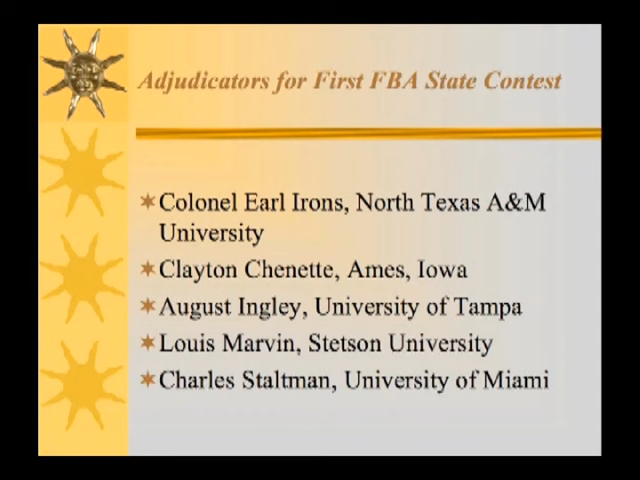 Adjudicators for First FBA State Contest
Colonel Earl Irons, North Texas A&M
University
Clayton Chenette, Ames, Iowa
August Ingley, University of Tampa
Louis Marvin, Stetson University
Charles Staltman, University of Miami